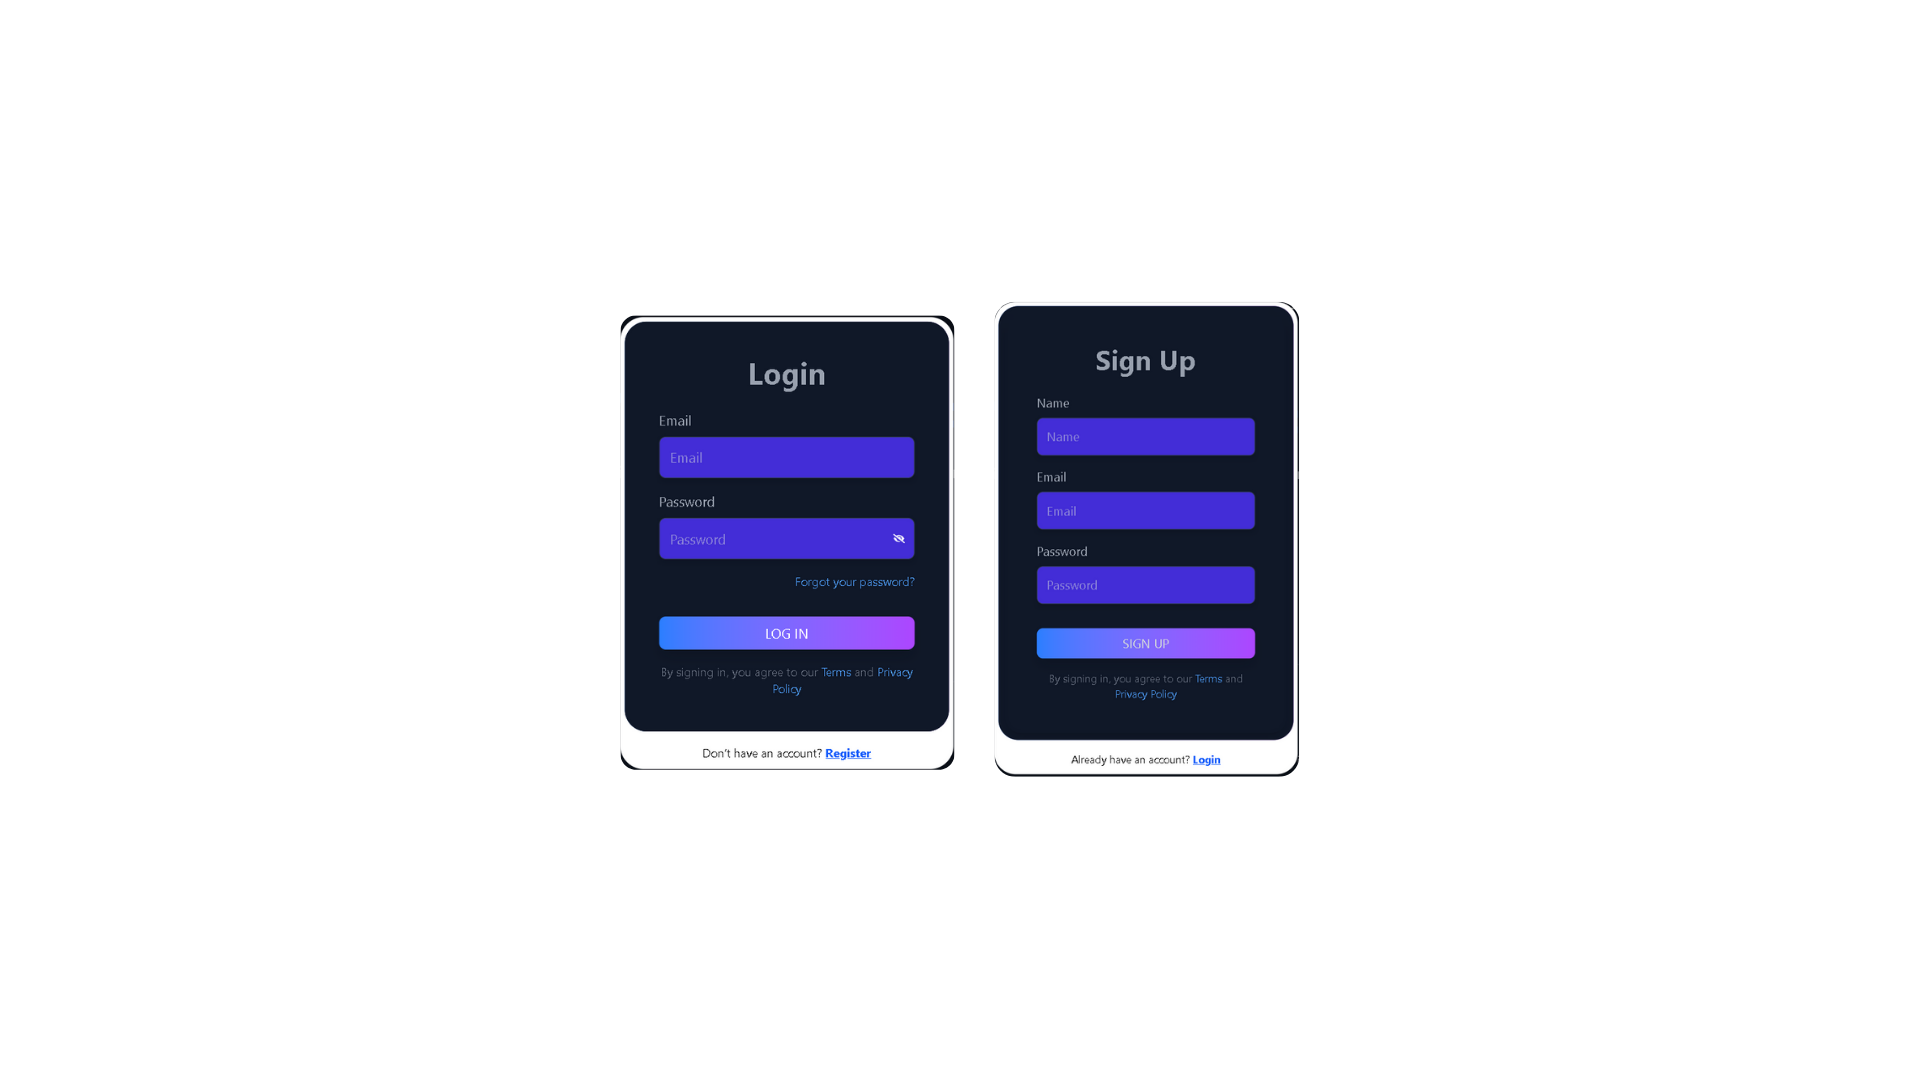 Login
Email
Email
Password
Password
Forgot your password?
LOG IN
By signing in, you agree to our Terms and Privacy
Policy
Don't have an account? Register
Sign Up
Name
Name
Email
Email
Password
Password
SIGN UP
By signing in, you agree to our Terms and
Privacy Policy
Already have an account? Login